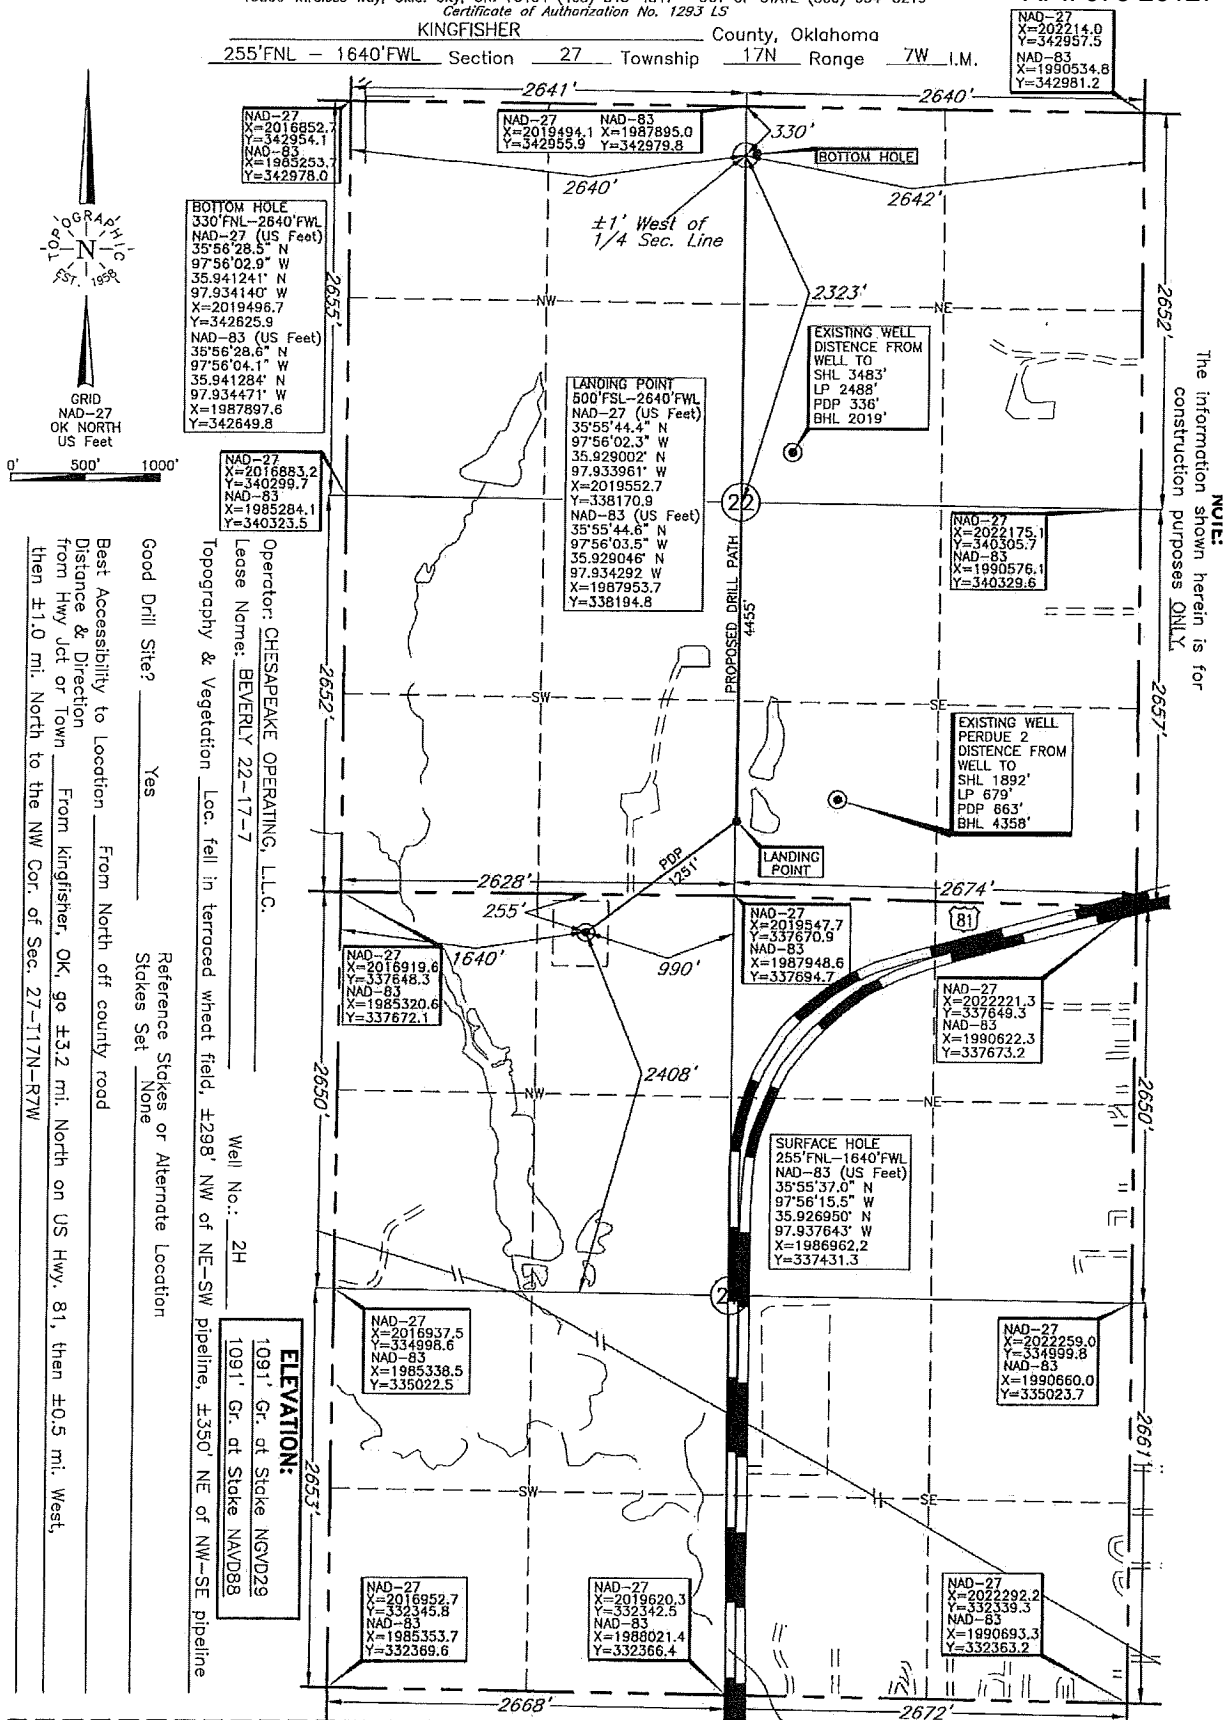 Certificate of Authorization No. 1293 LS
KINGFISHER County, Oklahoma
255'FNL – 1640'FWL Section 27 Township 17N Range 7W I.M.
NAD-27
X=202214.0
Y=342957.5
NAD-83
X=1990534.8
Y=342981.2
2641'
2640'
NAD-27
X=2016852.7
Y=342954.1
NAD-83
X=1985253.7
Y=342978.0
NAD-27 NAD-83
X=2019494.1 X=1987895.0
Y=342955.9 Y=342979.8
330'
BOTTOM HOLE
2640'
2642'
±1' West of
1/4 Sec. Line
TOPOGRAPHIC
N
EST. 1958
GRID
NAD-27
OK NORTH
US Feet
0' 500' 1000'
BOTTOM HOLE
330'FNL-2640'FWL
NAD-27 (US Feet)
35°56'28.5" N
97°56'02.9" W
35.941241° N
97.934140° W
X=2019496.7
Y=342625.9
NAD-83 (US Feet)
35°56'28.6" N
97°56'04.1" W
35.941284° N
97.934471° W
X=1987897.6
Y=342649.8
2655'
NW
NE
2323'
2652'
EXISTING WELL
DISTENCE FROM
WELL TO
SHL 3483'
LP 2488'
PDP 336'
BHL 2019'
LANDING POINT
500'FSL-2640'FWL
NAD-27 (US Feet)
35°55'44.4" N
97°56'02.3" W
35.929002° N
97.933961° W
X=2019552.7
Y=338170.9
NAD-83 (US Feet)
35°55'44.6" N
97°56'03.5" W
35.929046° N
97.934292 W
X=1987953.7
Y=338194.8
NAD-27
X=2016883.2
Y=340299.7
NAD-83
X=1985284.1
Y=340323.5
22
NAD-27
X=2022175.1
Y=340305.7
NAD-83
X=1990576.1
Y=340329.6
NOTE:
The information shown herein is for
construction purposes ONLY.
PROPOSED DRILL PATH
4455'
2652'
SW
SE
2657'
EXISTING WELL
PERDUE 2
DISTENCE FROM
WELL TO
SHL 1892'
LP 679'
PDP 663'
BHL 4358'
LANDING
POINT
PDP
1251'
2628'
2674'
255'
81
1640'
990'
NAD-27
X=2016919.6
Y=337648.3
NAD-83
X=1985320.6
Y=337672.1
NAD-27
X=2019547.7
Y=337670.9
NAD-83
X=1987948.6
Y=337694.7
NAD-27
X=2022221.3
Y=337649.3
NAD-83
X=1990622.3
Y=337673.2
2650'
2408'
NW
NE
2650'
SURFACE HOLE
255'FNL-1640'FWL
NAD-83 (US Feet)
35°55'37.0" N
97°56'15.5" W
35.926950° N
97.937643° W
X=1986962.2
Y=337431.3
NAD-27
X=2016937.5
Y=334998.6
NAD-83
X=1985338.5
Y=335022.5
NAD-27
X=2022259.0
Y=334999.8
NAD-83
X=1990660.0
Y=335023.7
2653'
SW
SE
2661'
NAD-27
X=2016952.7
Y=332345.8
NAD-83
X=1985353.7
Y=332369.6
NAD-27
X=2019620.3
Y=332342.5
NAD-83
X=1988021.4
Y=332366.4
NAD-27
X=2022292.2
Y=332339.3
NAD-83
X=1990693.3
Y=332363.2
2668'
2672'
Operator: CHESAPEAKE OPERATING, L.L.C.
Lease Name: BEVERLY 22-17-7 Well No.: 2H
ELEVATION:
1091' Gr. at Stake NGVD29
1091' Gr. at Stake NAVD88
Topography & Vegetation Loc. fell in terraced wheat field, ±298' NW of NE-SW pipeline, ±350' NE of NW-SE pipeline
Good Drill Site? Yes
Reference Stakes or Alternate Location
Stakes Set None
Best Accessibility to Location From North off county road
Distance & Direction
from Hwy Jct or Town From kingfisher, OK, go ±3.2 mi. North on US Hwy. 81, then ±0.5 mi. West,
then ±1.0 mi. North to the NW Cor. of Sec. 27-T17N-R7W